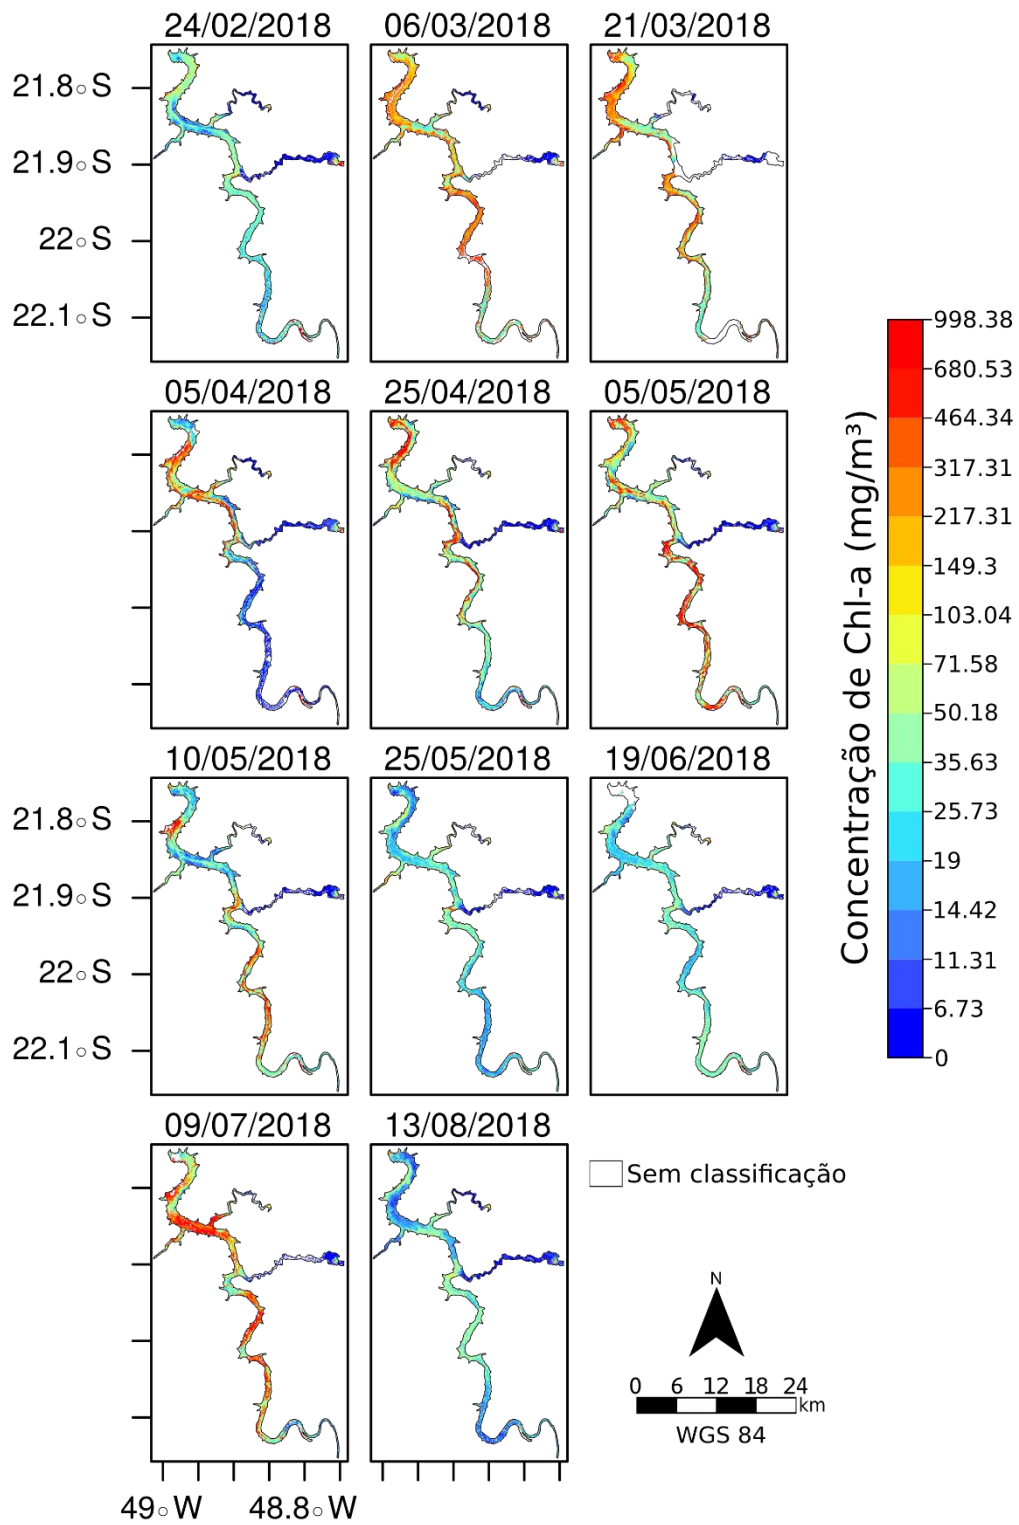 24/02/2018 06/03/2018 21/03/2018
21.8○S
21.9○S
22○S
22.1○S
05/04/2018 25/04/2018 05/05/2018
10/05/2018 25/05/2018 19/06/2018
21.8○S
21.9○S
22○S
22.1○S
09/07/2018 13/08/2018
49○W 48.8○W
Concentração de Chl-a (mg/m³)
998.38
680.53
464.34
317.31
217.31
149.3
103.04
71.58
50.18
35.63
25.73
19
14.42
11.31
6.73
0
Sem classificação
N
0 6 12 18 24
km
WGS 84